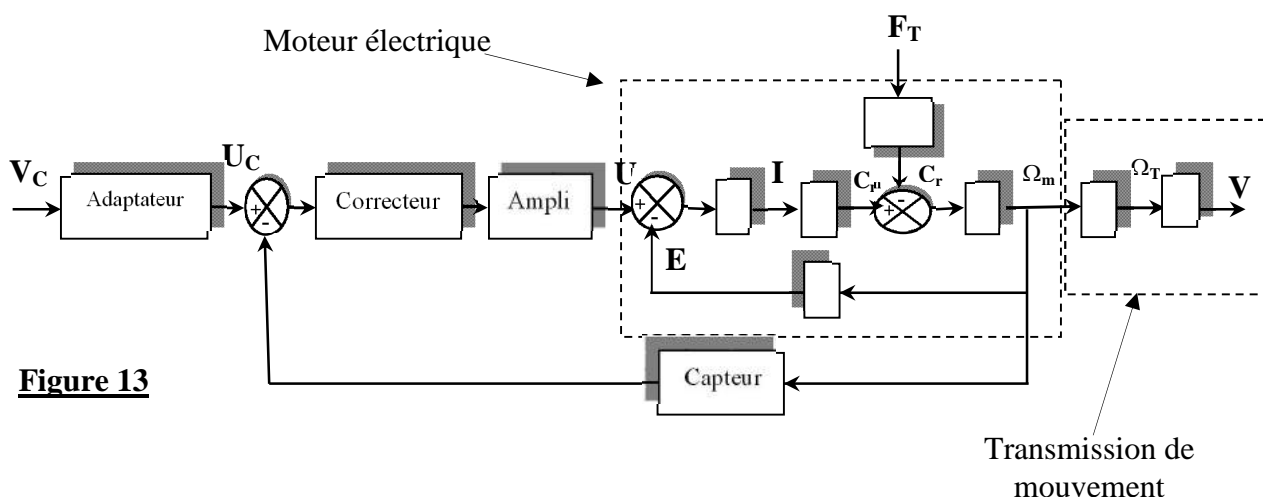 Moteur électrique
F_T
V_C
Adaptateur
U_C
+
-
Correcteur
Ampli
U
+
-
I
C_m
C_r
+
-
Ω_m
Ω_T
V
E
Capteur
Figure 13
Transmission de
mouvement